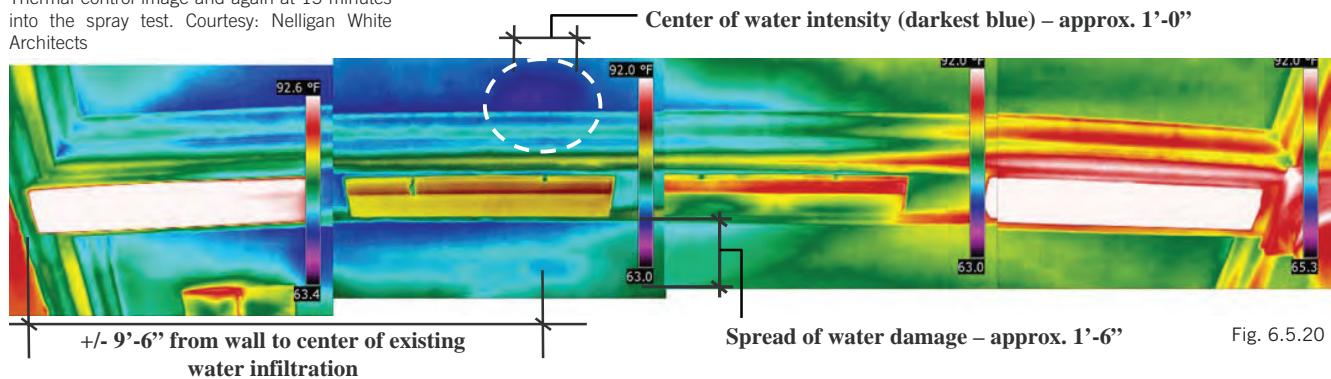 Thermal control image and again at 15 minutes
into the spray test. Courtesy: Nelligan White
Architects
Center of water intensity (darkest blue) – approx. 1'-0”
92.6 °F
92.0 °F
92.0 °F
92.0 °F
63.4
63.0
63.0
65.3
+/- 9'-6” from wall to center of existing
water infiltration
Spread of water damage – approx. 1'-6”
Fig. 6.5.20